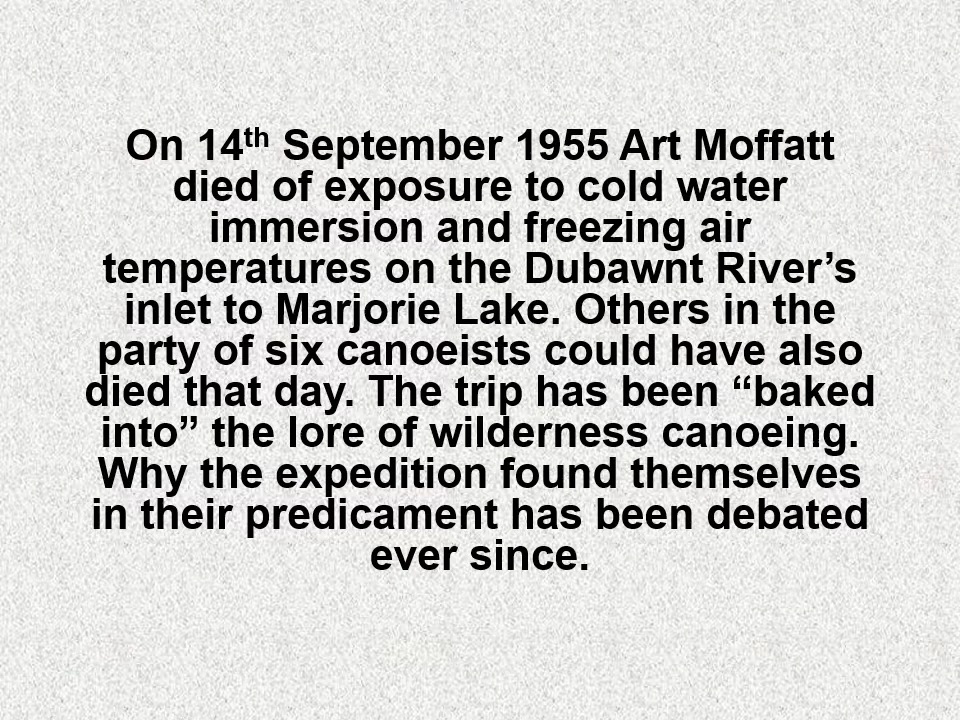 On 14th September 1955 Art Moffatt
died of exposure to cold water
immersion and freezing air
temperatures on the Dubawnt River’s
inlet to Marjorie Lake. Others in the
party of six canoeists could have also
died that day. The trip has been “baked
into” the lore of wilderness canoeing.
Why the expedition found themselves
in their predicament has been debated
ever since.